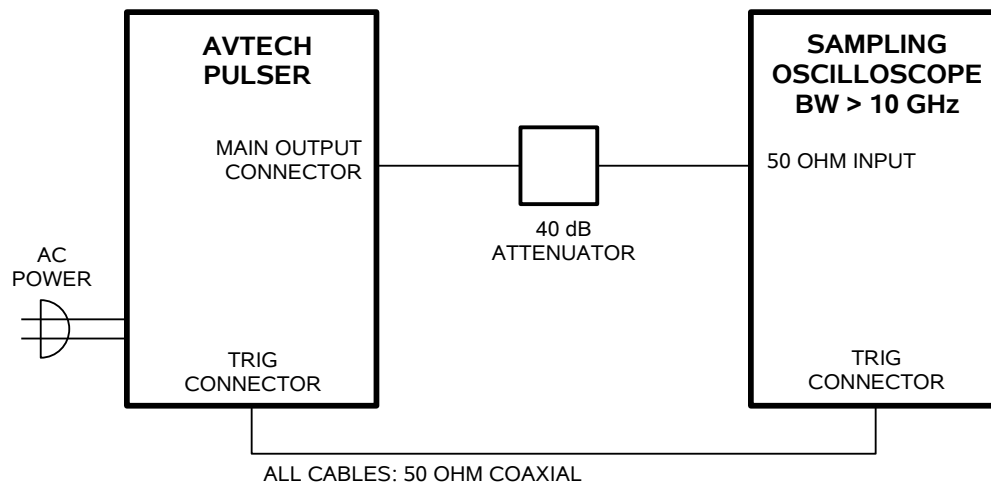 AVTECH
PULSER
MAIN OUTPUT
CONNECTOR
TRIG
CONNECTOR
AC
POWER
40 dB
ATTENUATOR
SAMPLING
OSCILLOSCOPE
BW > 10 GHz
50 OHM INPUT
TRIG
CONNECTOR
ALL CABLES: 50 OHM COAXIAL